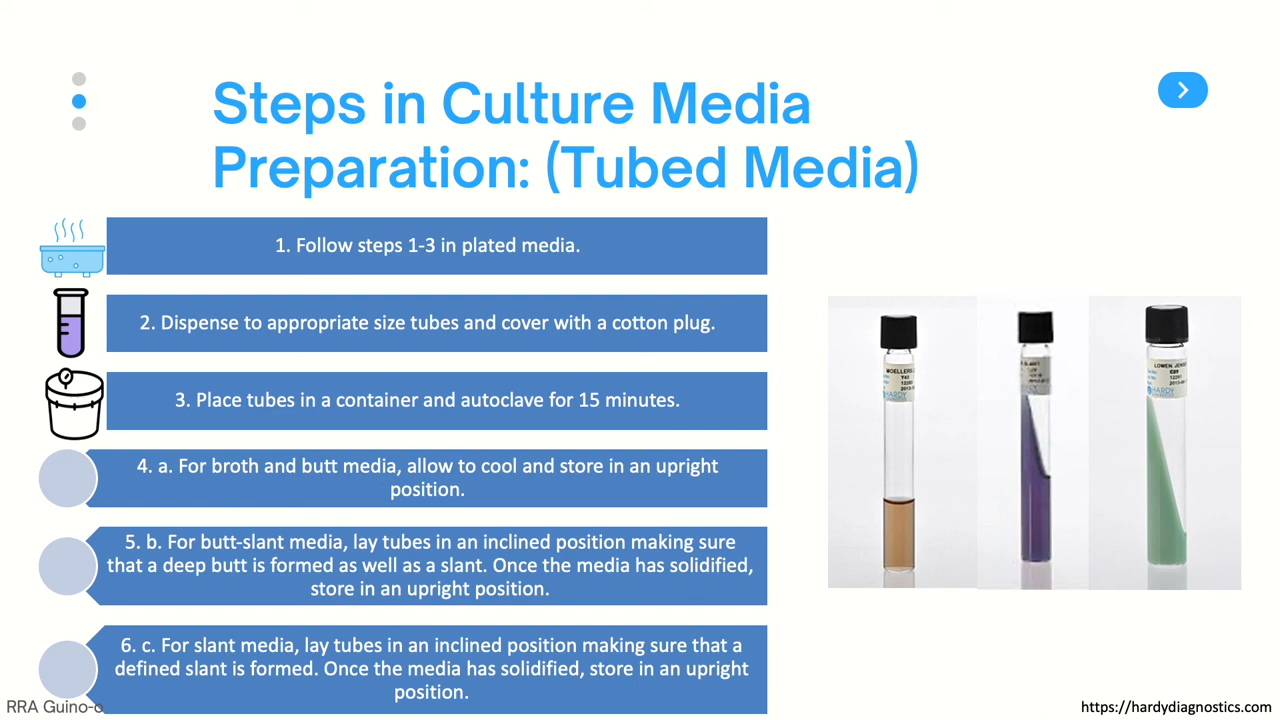 Steps in Culture Media
Preparation: (Tubed Media)
1. Follow steps 1-3 in plated media.
2. Dispense to appropriate size tubes and cover with a cotton plug.
3. Place tubes in a container and autoclave for 15 minutes.
4. a. For broth and butt media, allow to cool and store in an upright
position.
5. b. For butt-slant media, lay tubes in an inclined position making sure
that a deep butt is formed as well as a slant. Once the media has solidified,
store in an upright position.
6. c. For slant media, lay tubes in an inclined position making sure that a
defined slant is formed. Once the media has solidified, store in an upright
position.
MOELLERS
Y43
HARDY
LOWEN JENS
C21
12261
HARDY
RRA Guino-o
https://hardydiagnostics.com